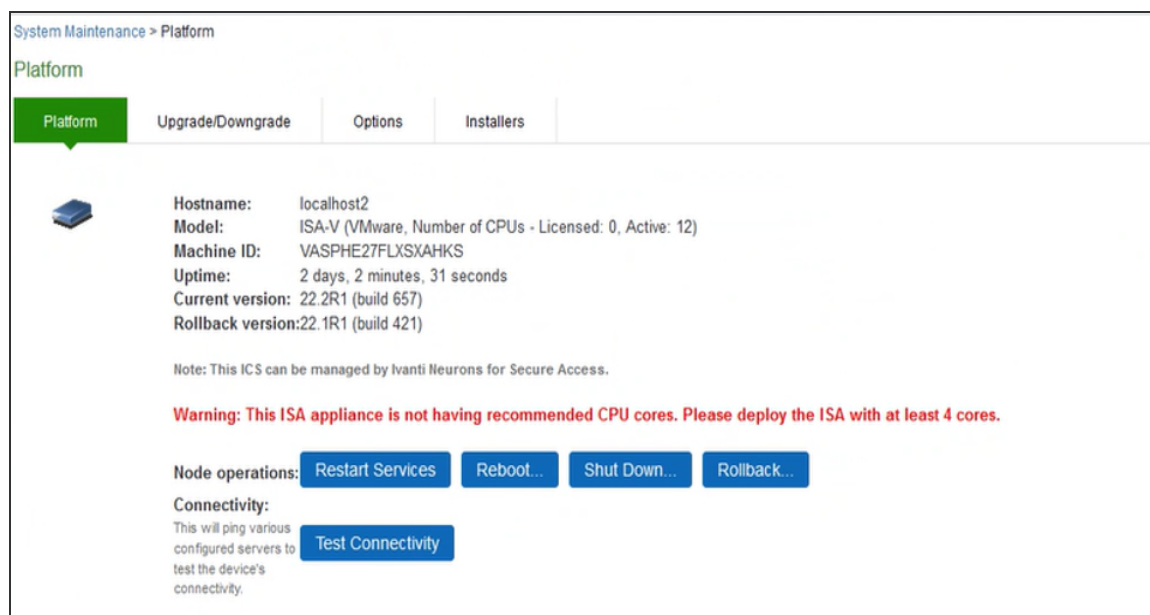 System Maintenance > Platform
Platform
Platform Upgrade/Downgrade Options Installers
Hostname: localhost2
Model: ISA-V (VMware, Number of CPUs - Licensed: 0, Active: 12)
Machine ID: VASPHE27FLXSXAHKS
Uptime: 2 days, 2 minutes, 31 seconds
Current version: 22.2R1 (build 657)
Rollback version:22.1R1 (build 421)
Note: This ICS can be managed by Ivanti Neurons for Secure Access.
Warning: This ISA appliance is not having recommended CPU cores. Please deploy the ISA with at least 4 cores.
Node operations: Restart Services Reboot... Shut Down... Rollback...
Connectivity:
This will ping various
configured servers to
test the device's
connectivity.
Test Connectivity